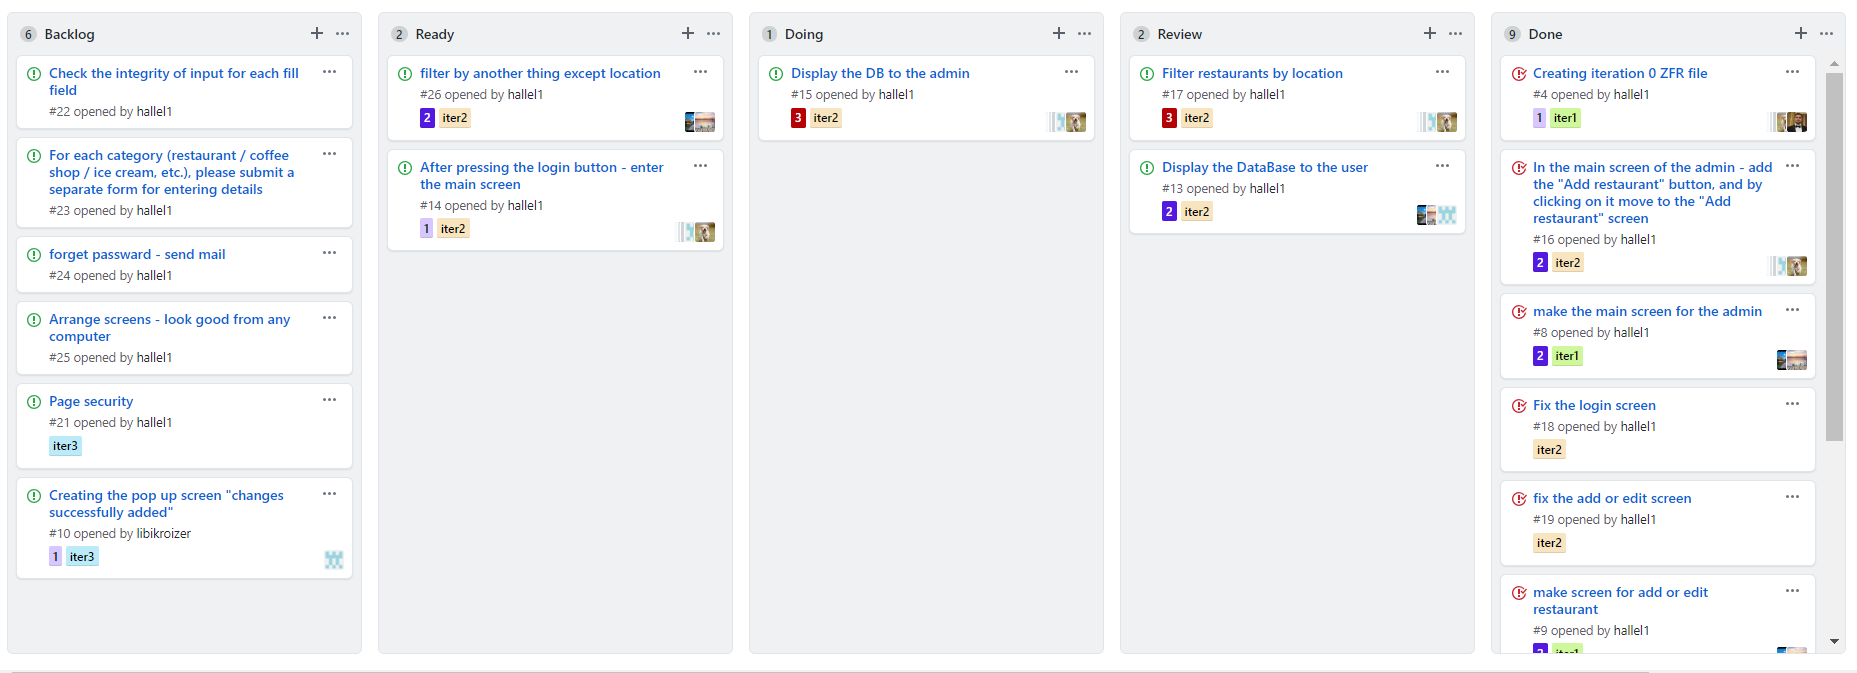 6 Backlog
Check the integrity of input for each fill
field
#22 opened by hallel1
For each category (restaurant / coffee
shop / ice cream, etc.), please submit a
separate form for entering details
#23 opened by hallel1
forget passward - send mail
#24 opened by hallel1
Arrange screens - look good from any
computer
#25 opened by hallel1
Page security
#21 opened by hallel1
iter3
Creating the pop up screen "changes
successfully added"
#10 opened by libikroizer
1 iter3
2 Ready
filter by another thing except location
#26 opened by hallel1
2 iter2
After pressing the login button - enter
the main screen
#14 opened by hallel1
1 iter2
1 Doing
Display the DB to the admin
#15 opened by hallel1
3 iter2
2 Review
Filter restaurants by location
#17 opened by hallel1
3 iter2
Display the DataBase to the user
#13 opened by hallel1
2 iter2
9 Done
Creating iteration 0 ZFR file
#4 opened by hallel1
1 iter1
In the main screen of the admin - add
the "Add restaurant" button, and by
clicking on it move to the "Add
restaurant" screen
#16 opened by hallel1
2 iter2
make the main screen for the admin
#8 opened by hallel1
2 iter1
Fix the login screen
#18 opened by hallel1
iter2
fix the add or edit screen
#19 opened by hallel1
iter2
make screen for add or edit
restaurant
#9 opened by hallel1
2 iter1